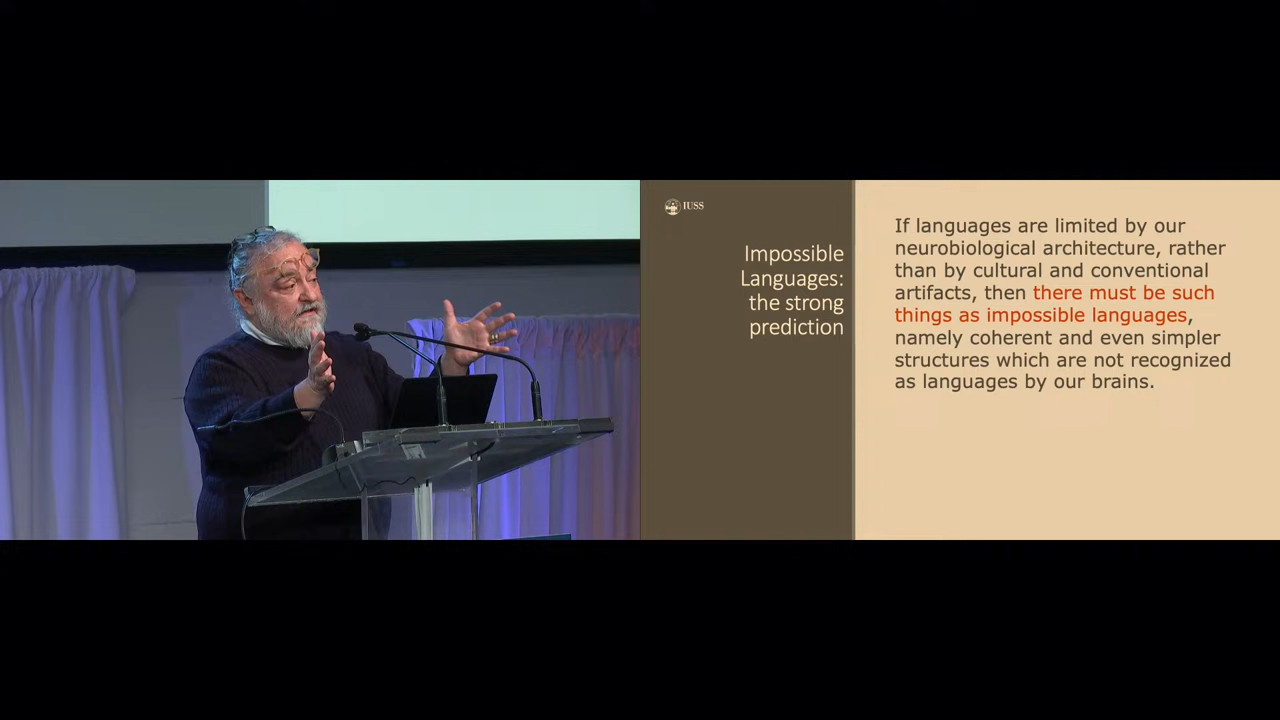 IUSS
Impossible
Languages:
the strong
prediction
If languages are limited by our
neurobiological architecture, rather
than by cultural and conventional
artifacts, then there must be such
things as impossible languages,
namely coherent and even simpler
structures which are not recognized
as languages by our brains.